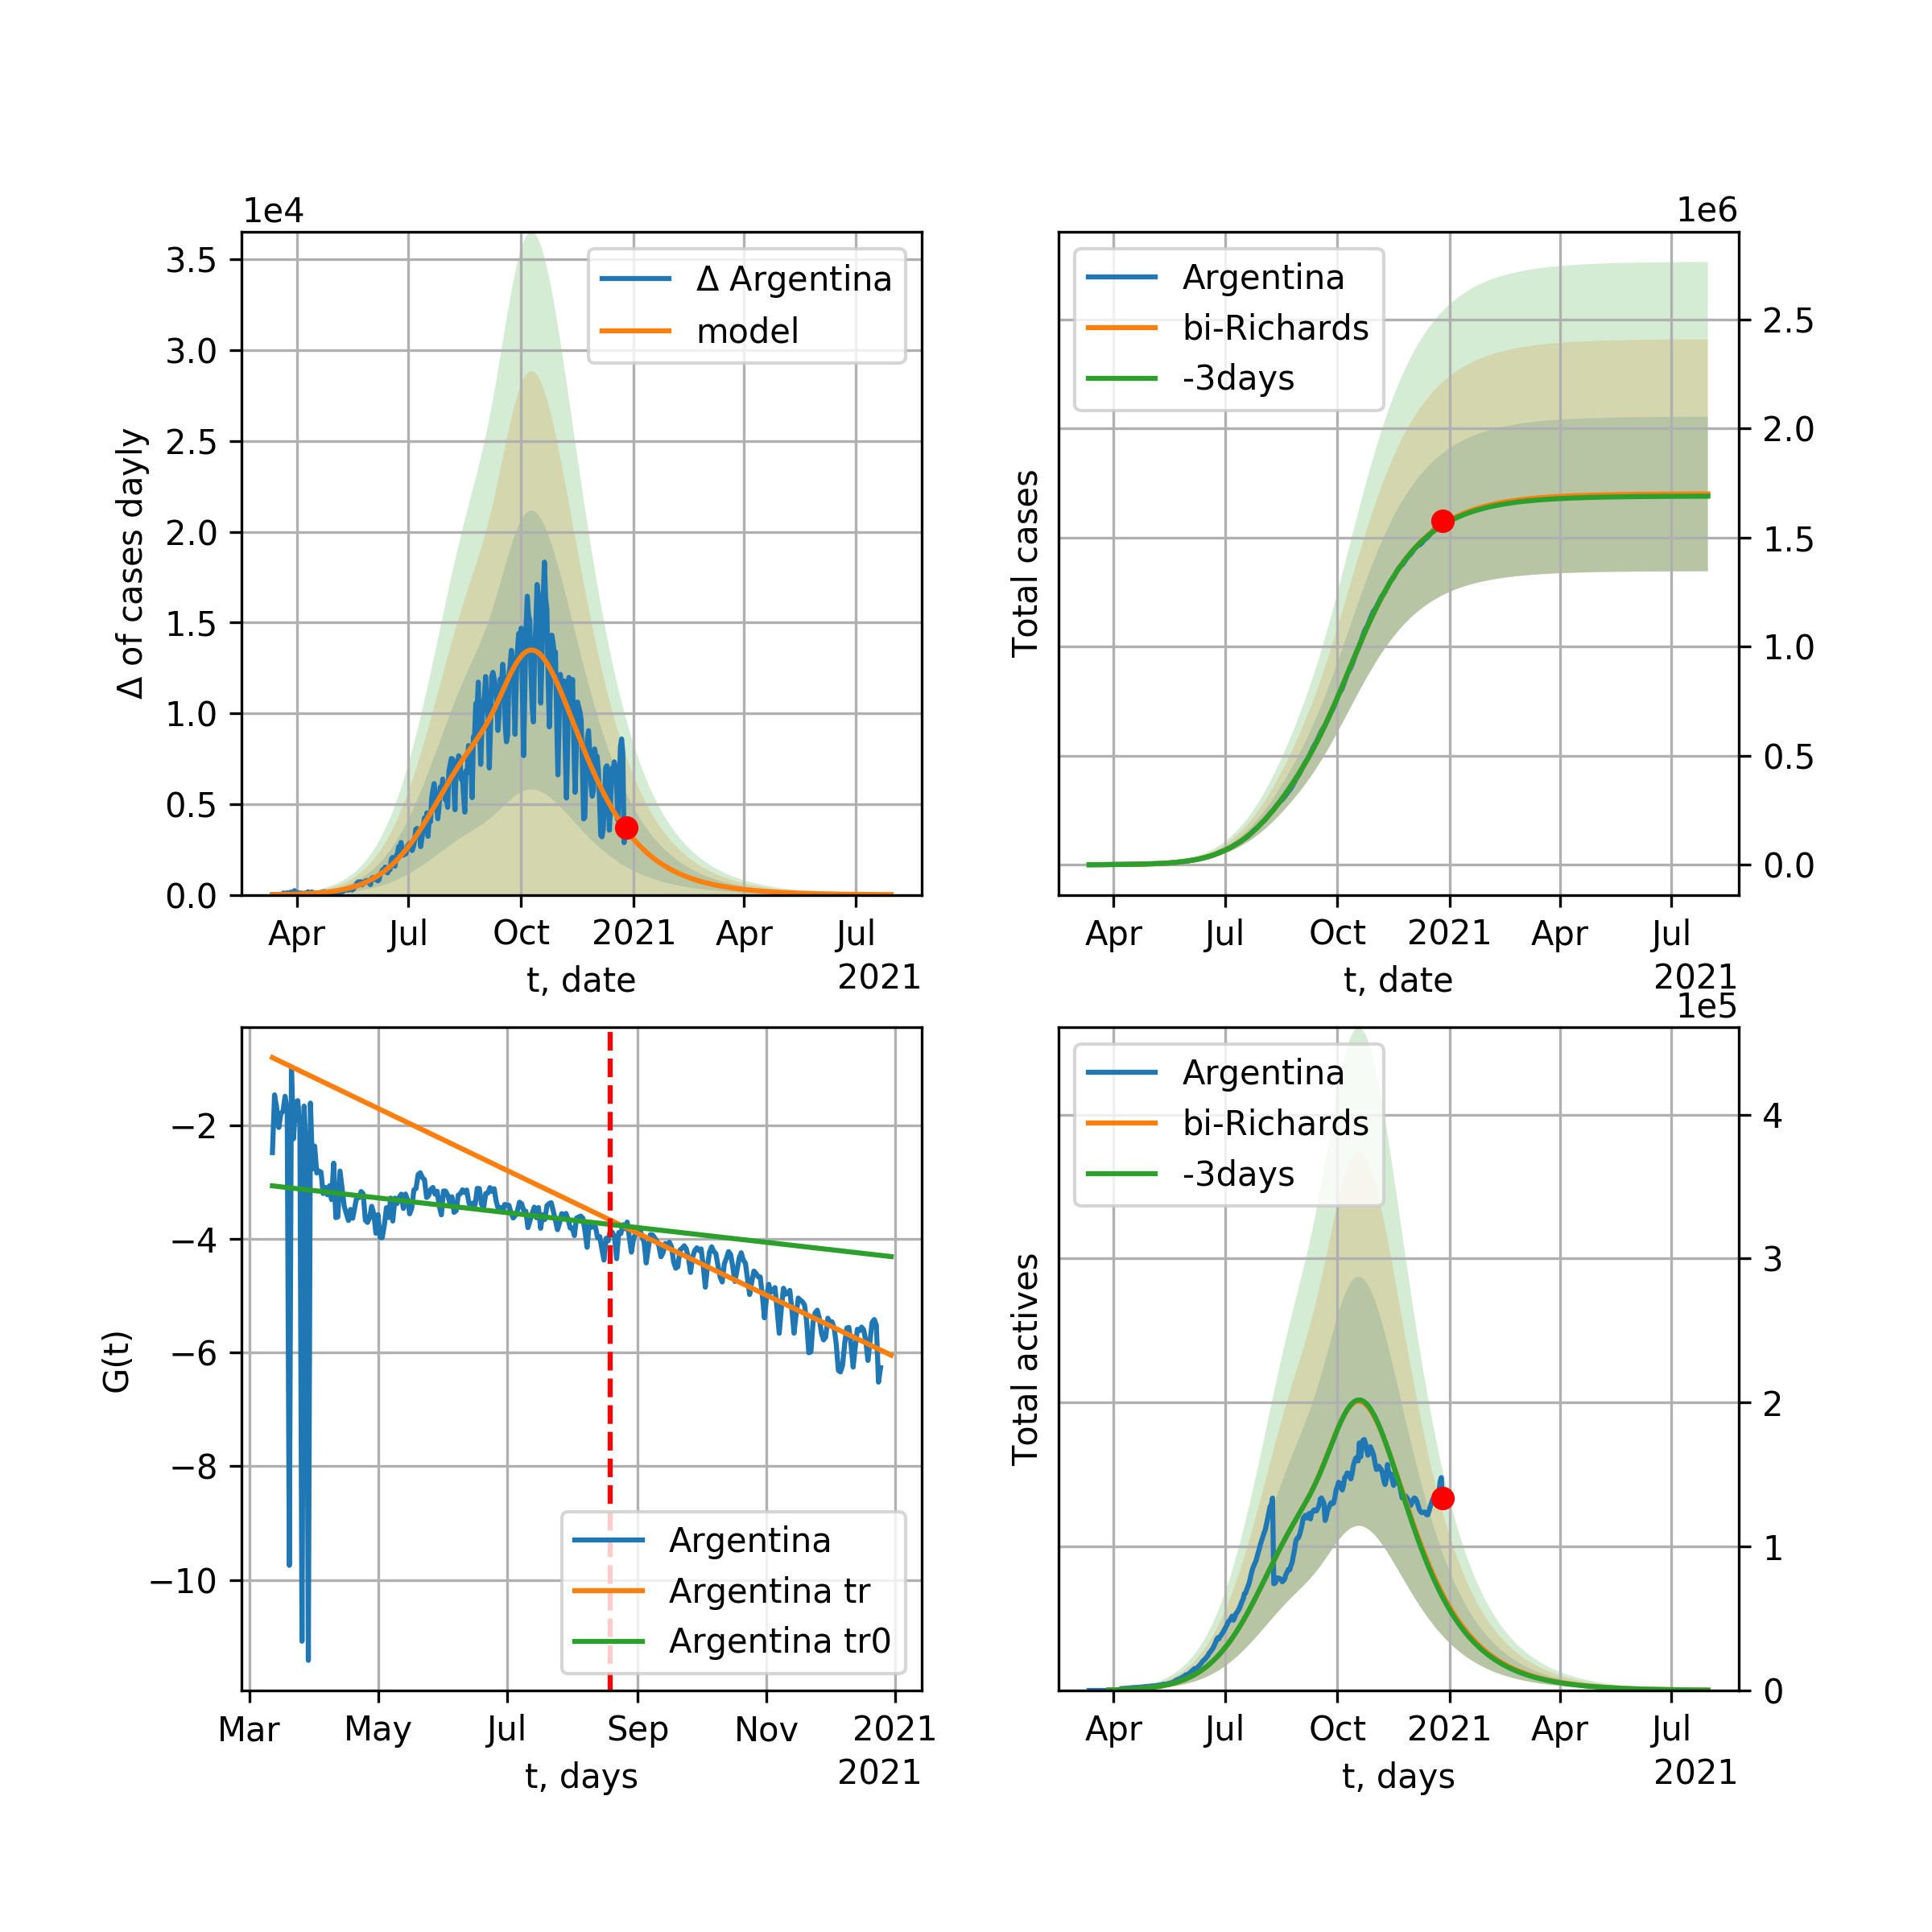 1e4
3.5
3.0
2.5
2.0
1.5
1.0
0.5
0.0
Δ of cases dayly
Δ Argentina
model
Apr Jul Oct 2021 Apr Jul
t, date
2021
1e6
Argentina
bi-Richards
-3days
Total cases
2.5
2.0
1.5
1.0
0.5
0.0
Apr Jul Oct 2021 Apr Jul
t, date
2021
−2
−4
−6
−8
−10
G(t)
Argentina
Argentina tr
Argentina tr0
Mar May Jul Sep Nov 2021
t, days
2021
1e5
Argentina
bi-Richards
-3days
Total actives
4
3
2
1
0
Apr Jul Oct 2021 Apr Jul
t, days
2021